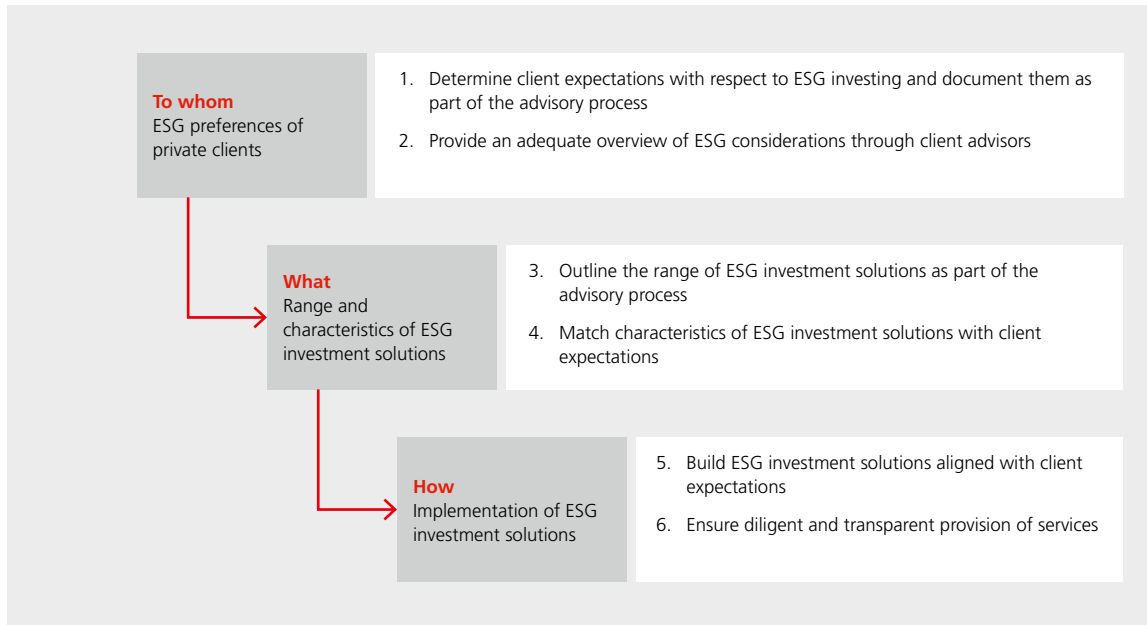 To whom
ESG preferences of
private clients
1. Determine client expectations with respect to ESG investing and document them as
part of the advisory process
2. Provide an adequate overview of ESG considerations through client advisors
What
Range and
characteristics of ESG
investment solutions
3. Outline the range of ESG investment solutions as part of the
advisory process
4. Match characteristics of ESG investment solutions with client
expectations
How
Implementation of ESG
investment solutions
5. Build ESG investment solutions aligned with client
expectations
6. Ensure diligent and transparent provision of services